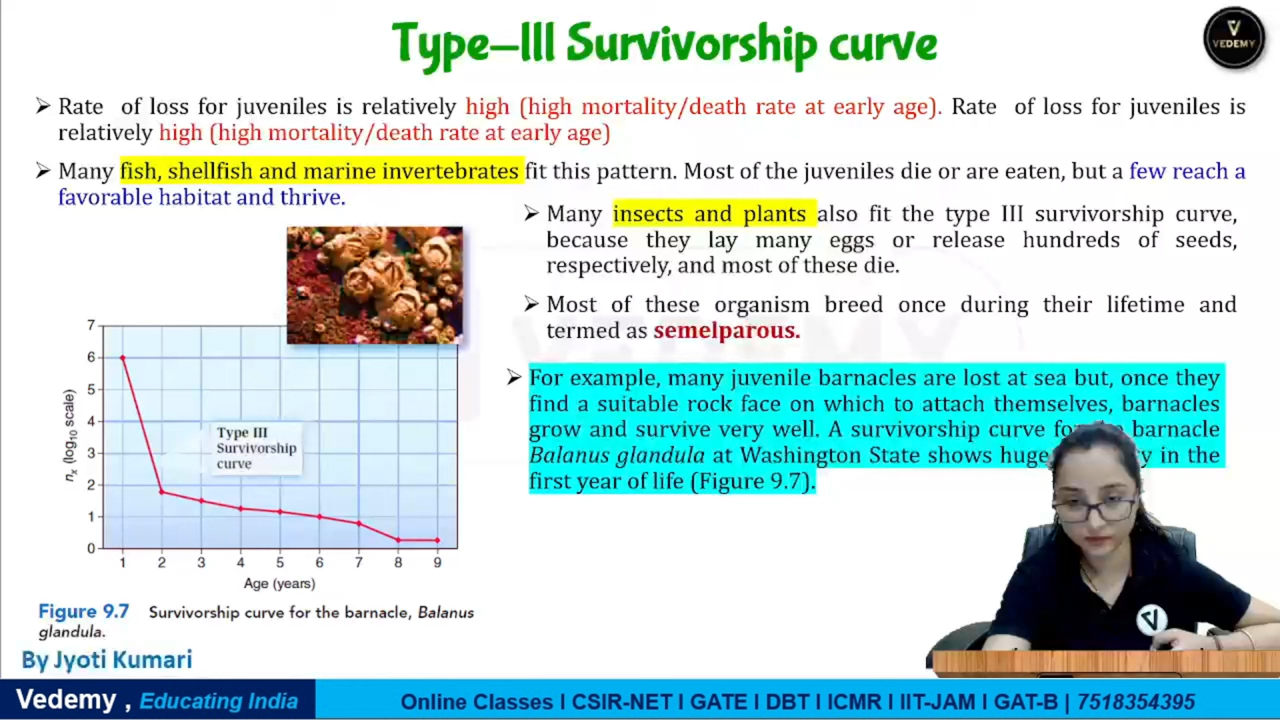 Type–III Survivorship curve
VEDEMY
➢ Rate of loss for juveniles is relatively high (high mortality/death rate at early age). Rate of loss for juveniles is
relatively high (high mortality/death rate at early age)
➢ Many fish, shellfish and marine invertebrates fit this pattern. Most of the juveniles die or are eaten, but a few reach a
favorable habitat and thrive.
➢ Many insects and plants also fit the type III survivorship curve,
because they lay many eggs or release hundreds of seeds,
respectively, and most of these die.
➢ Most of these organism breed once during their lifetime and
termed as semelparous.
➢ For example, many juvenile barnacles are lost at sea but, once they
find a suitable rock face on which to attach themselves, barnacles
grow and survive very well. A survivorship curve barnacle
Balanus glandula at Washington State shows huge in the
first year of life (Figure 9.7).
7
6
5
4
3
2
1
0
nₓ (log₁₀ scale)
Type III
Survivorship
curve
1 2 3 4 5 6 7 8 9
Age (years)
Figure 9.7 Survivorship curve for the barnacle, Balanus
glandula.
By Jyoti Kumari
Vedemy , Educating India
Online Classes I CSIR-NET I GATE I DBT I ICMR I IIT-JAM I GAT-B | 7518354395